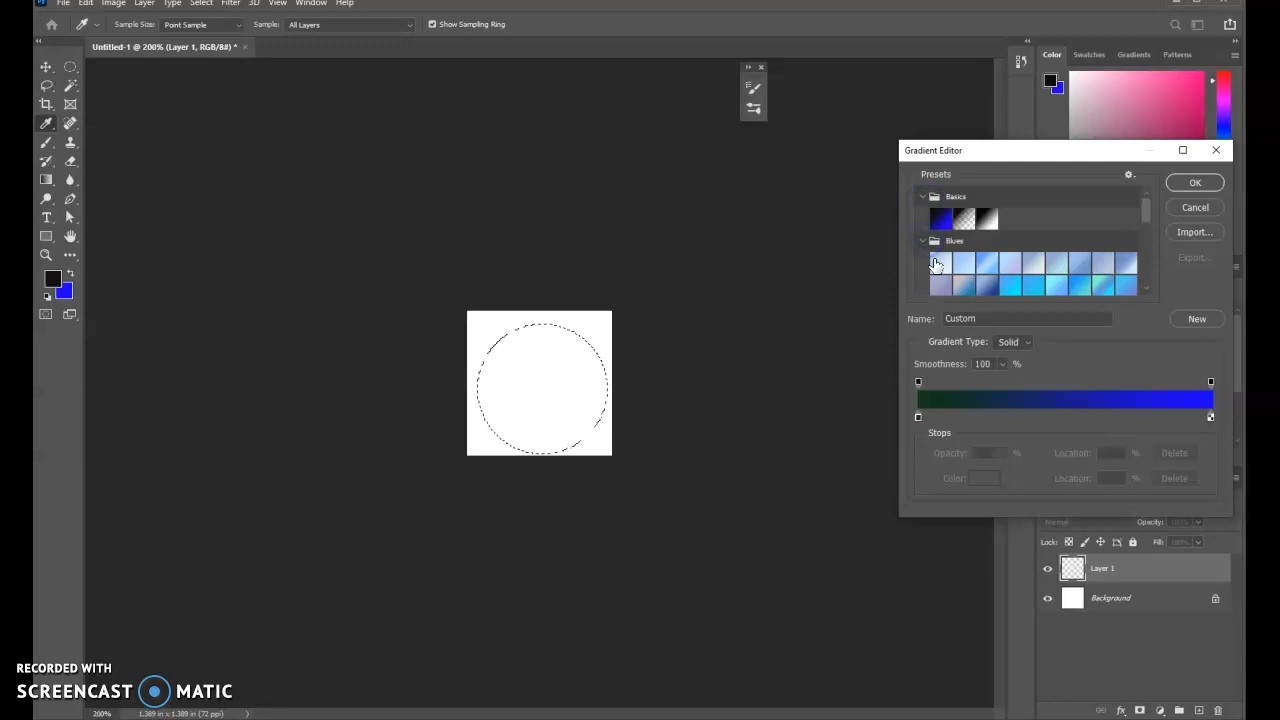 File Edit Image Layer Type Select Filter 3D View Window Help
Sample Size: Point Sample Sample: All Layers Show Sampling Ring
Untitled-1 @ 200% (Layer 1, RGB/8#) *
Color Swatches Gradients Patterns
Gradient Editor
Presets
Basics
OK
Cancel
Blues
Import...
Export...
Name: Custom
New
Gradient Type: Solid
Smoothness: 100 %
Stops
Opacity: % Location: % Delete
Color: Location: % Delete
Normal Opacity: 100%
Lock: Fill: 100%
Layer 1
Background
RECORDED WITH
SCREENCAST MATIC
200% 1.389 in x 1.389 in (72 ppi)